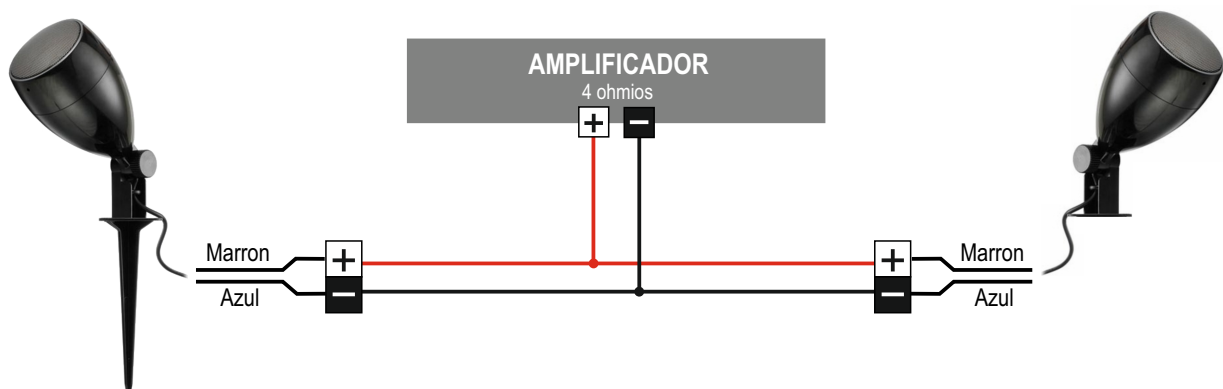 AMPLIFICADOR
4 ohmios
+ −
Marron + + Marron
Azul − − Azul